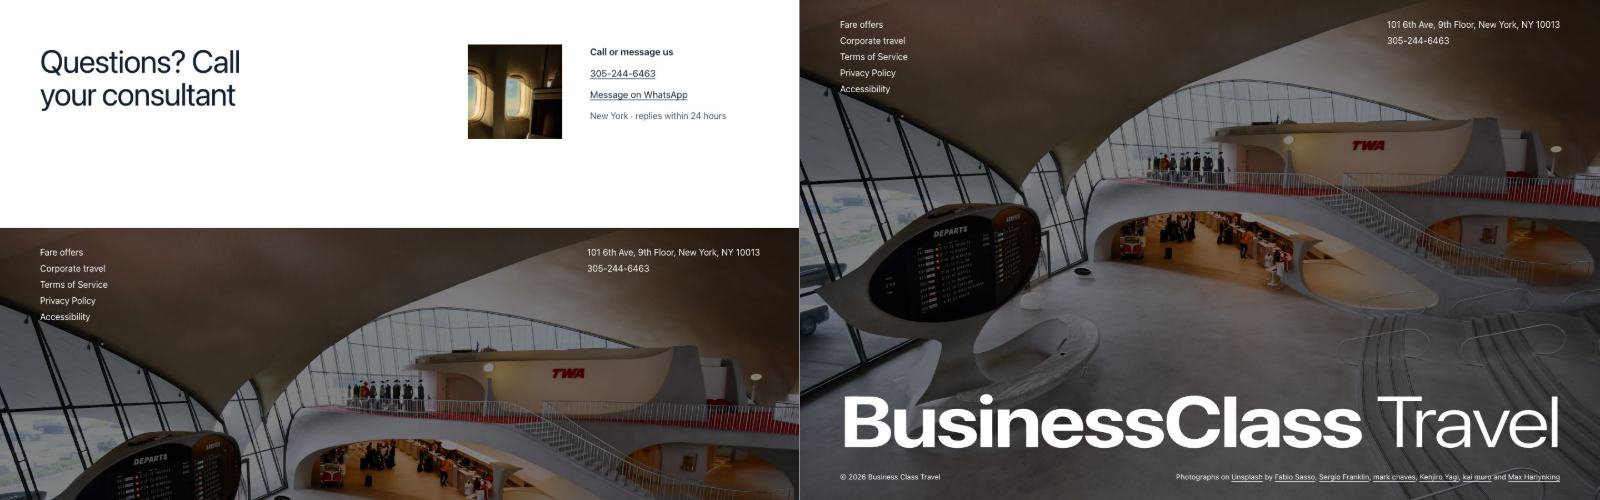 Questions? Call
your consultant
Call or message us
305-244-6463
Message on WhatsApp
New York · replies within 24 hours
Fare offers
Corporate travel
Terms of Service
Privacy Policy
Accessibility
101 6th Ave, 9th Floor, New York, NY 10013
305-244-6463
TWA
DEPARTS
Fare offers
Corporate travel
Terms of Service
Privacy Policy
Accessibility
101 6th Ave, 9th Floor, New York, NY 10013
305-244-6463
TWA
DEPARTS
BusinessClass Travel
© 2026 Business Class Travel
Photographs on Unsplash by Fabio Sasso, Sergio Franklin, mark chaves, Kenjiro Yagi, kai muro and Max Harlynking